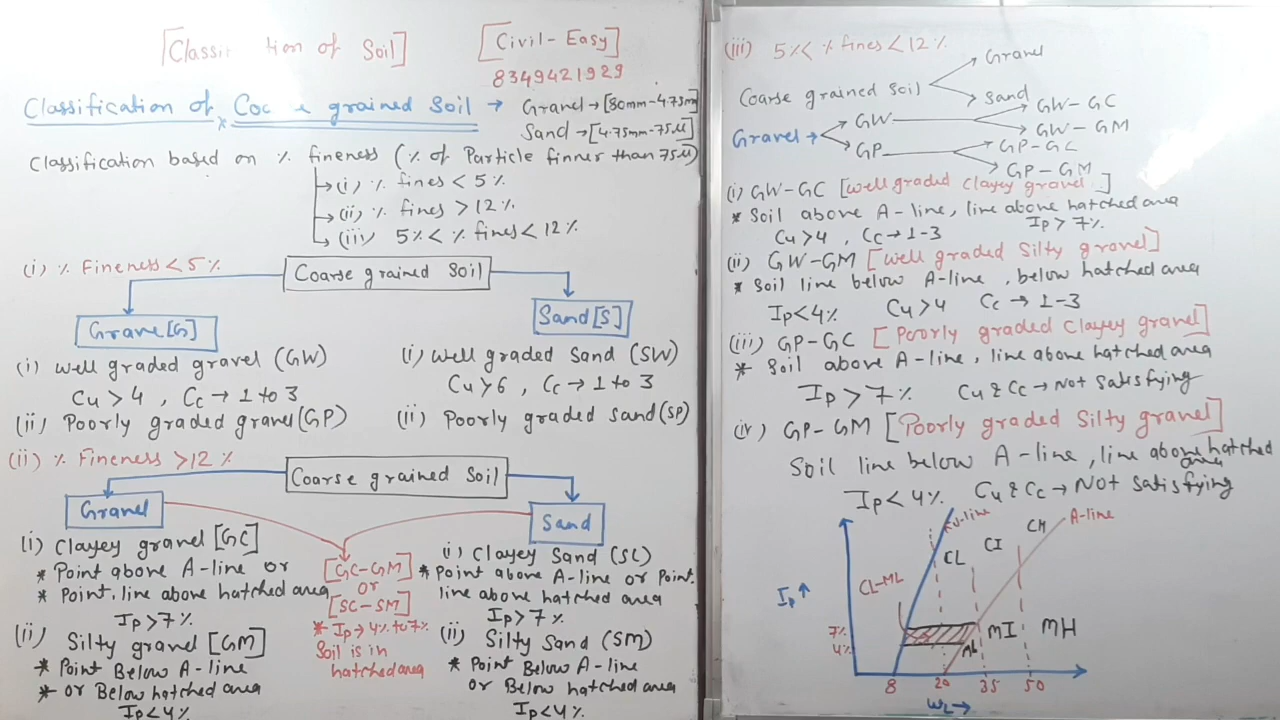 [Classi tion of Soil]
[Civil-Easy]
8349421929
Classification of Coc e grained Soil → Gravel → [80mm-4.75m]
Sand → [4.75mm-75μ]
Classification based on % fineness (% of Particle finner than 75μ)
(i) % fines < 5%
(ii) % fines > 12%
(iii) 5% < % fines < 12%
(i) % Fineness < 5%
Coarse grained Soil
Grave[G]
Sand[S]
(i) well graded gravel (GW)
Cu > 4 , Cc → 1 to 3
(ii) Poorly graded gravel(GP)
(i) well graded Sand (SW)
Cu > 6 , Cc → 1 to 3
(ii) Poorly graded sand(SP)
(ii) % Fineness > 12%
Coarse grained Soil
Gravel
Sand
(i) Clayey gravel [GC]
* Point above A-line or
* Point, line above hatched area
Ip > 7%
(ii) Silty gravel [GM]
* Point Below A-line
* or Below hatched area
Ip < 4%
[GC-GM]
or
[SC-SM]
* Ip → 4% to 7%
Soil is in
hatched area
(i) Clayey Sand (SC)
* Point above A-line or Point.
line above hatched area
Ip > 7%
(ii) Silty Sand (SM)
* Point Below A-line
or Below hatched area
Ip < 4%
(iii) 5% < % fines < 12%
Coarse grained Soil
Gravel
Sand
Gravel →
GW
GW-GC
GW-GM
GP
GP-GC
GP-GM
(i) GW-GC [well graded Clayey gravel]
* Soil above A-line, line above hatched area
Ip > 7%
Cu > 4 , Cc → 1-3
(ii) GW-GM [well graded Silty gravel]
* Soil line below A-line, below hatched area
Ip < 4% Cu > 4 Cc → 1-3
(iii) GP-GC [Poorly graded Clayey gravel]
* Soil above A-line, line above hatched area
Ip > 7% Cu & Cc → Not satisfying
(iv) GP-GM [Poorly graded Silty gravel]
Soil line below A-line, line above hatched
area
Ip < 4% Cu & Cc → Not satisfying
U-line
A-line
CH
CI
CL
CL-ML
Ip ↑
7%
4%
ML
MI
MH
8 20 35 50
WL →